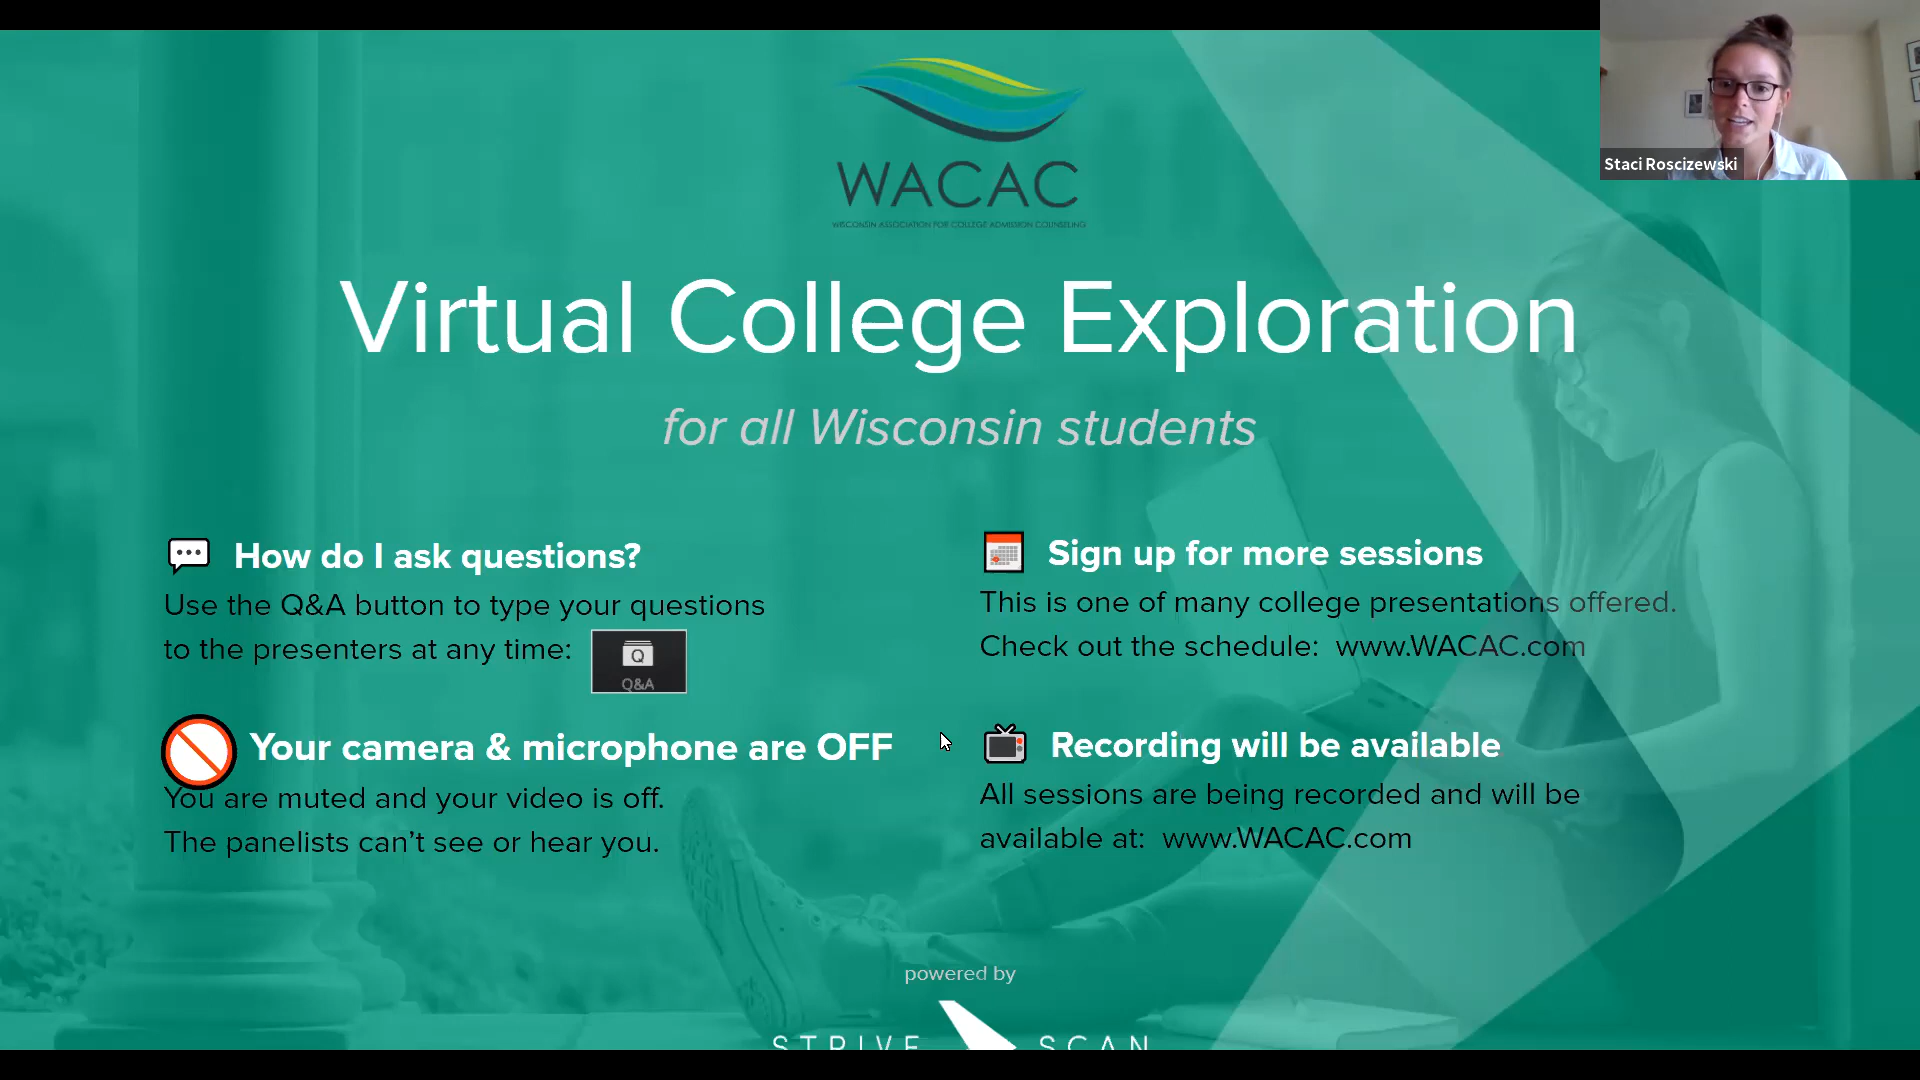 WACAC
WISCONSIN ASSOCIATION FOR COLLEGE ADMISSION COUNSELING
Staci Roscizewski
Virtual College Exploration
for all Wisconsin students
How do I ask questions?
Use the Q&A button to type your questions
to the presenters at any time:
Q
Q&A
Your camera & microphone are OFF
You are muted and your video is off.
The panelists can’t see or hear you.
Sign up for more sessions
This is one of many college presentations offered.
Check out the schedule: www.WACAC.com
Recording will be available
All sessions are being recorded and will be
available at: www.WACAC.com
powered by
STRIVE SCAN